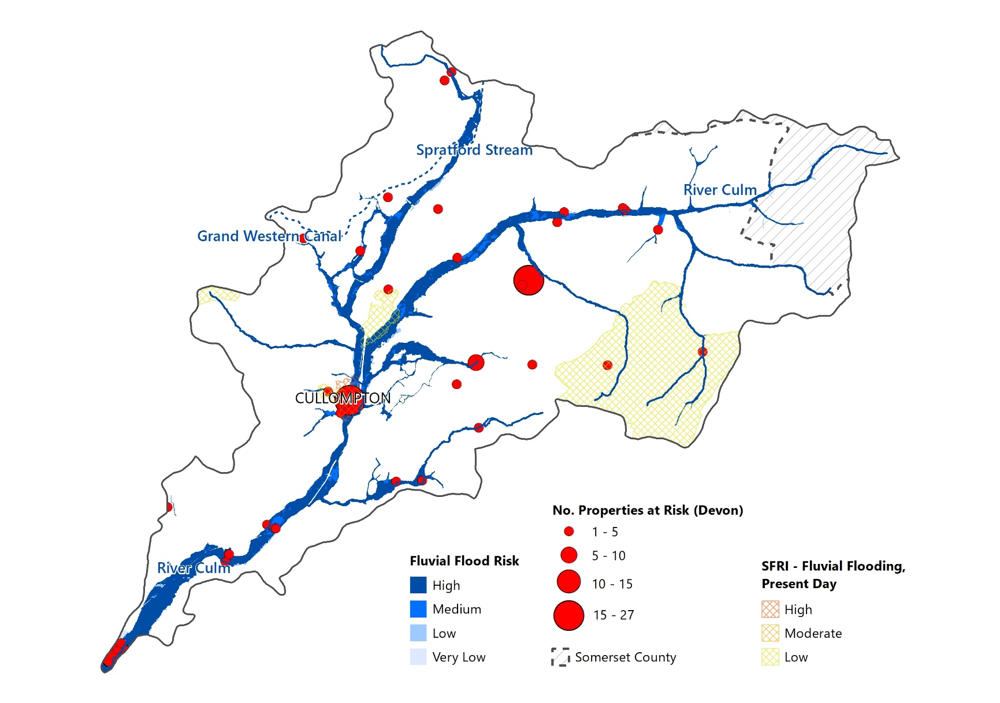 Spratford Stream
River Culm
Grand Western Canal
CULLOMPTON
River Culm
No. Properties at Risk (Devon)
1 - 5
5 - 10
10 - 15
15 - 27
Somerset County
Fluvial Flood Risk
High
Medium
Low
Very Low
SFRI - Fluvial Flooding,
Present Day
High
Moderate
Low